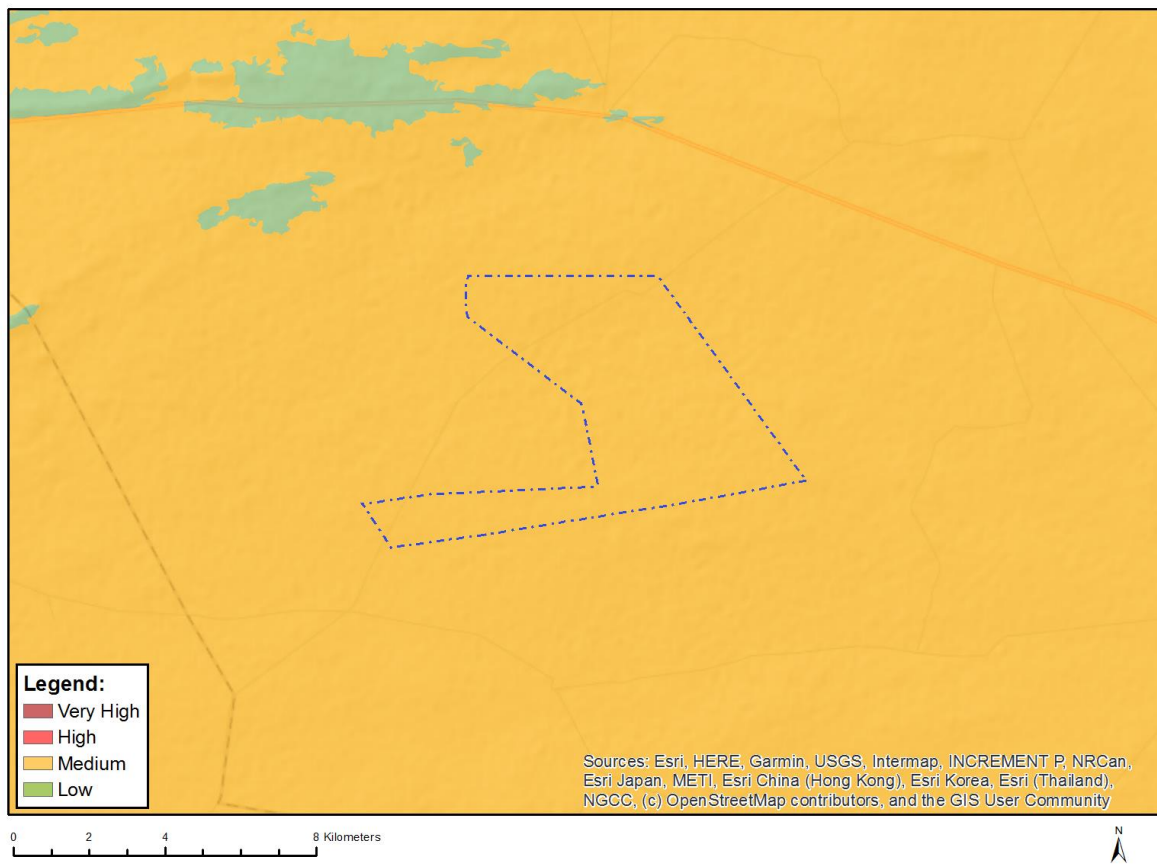 Legend:
Very High
High
Medium
Low
Sources: Esri, HERE, Garmin, USGS, Intermap, INCREMENT P, NRCan,
Esri Japan, METI, Esri China (Hong Kong), Esri Korea, Esri (Thailand),
NGCC, (c) OpenStreetMap contributors, and the GIS User Community
0 2 4 8 Kilometers
N